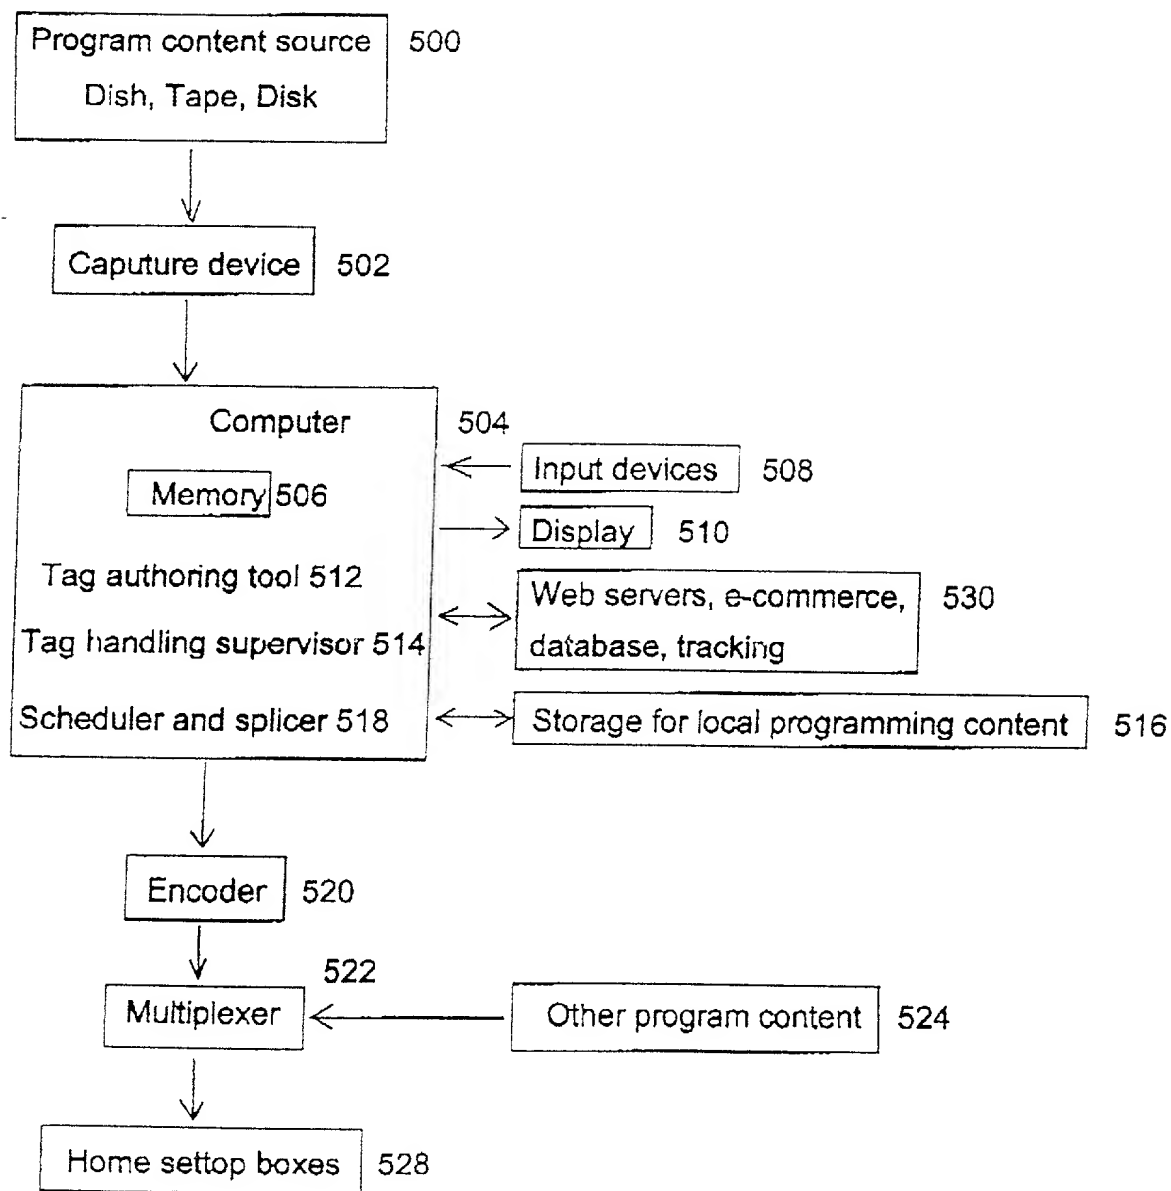 Program content source 500
Dish, Tape, Disk
Caputure device 502
Computer 504
Input devices 508
Memory 506
Display 510
Tag authoring tool 512
Web servers, e-commerce, 530
database, tracking
Tag handling supervisor 514
Scheduler and splicer 518
Storage for local programming content 516
Encoder 520
522
Multiplexer
Other program content 524
Home settop boxes 528